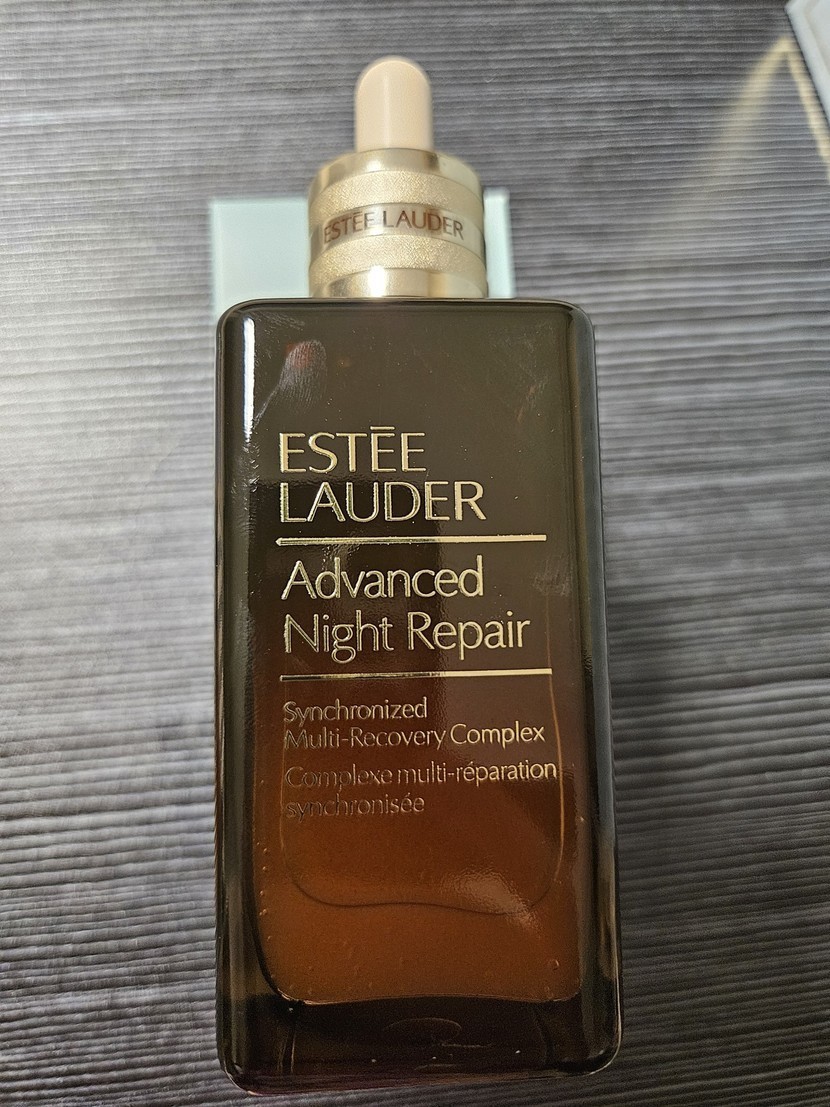 ESTĒE LAUDER
ESTĒE
LAUDER
Advanced
Night Repair
Synchronized
Multi-Recovery Complex
Complexe multi-réparation
synchronisée